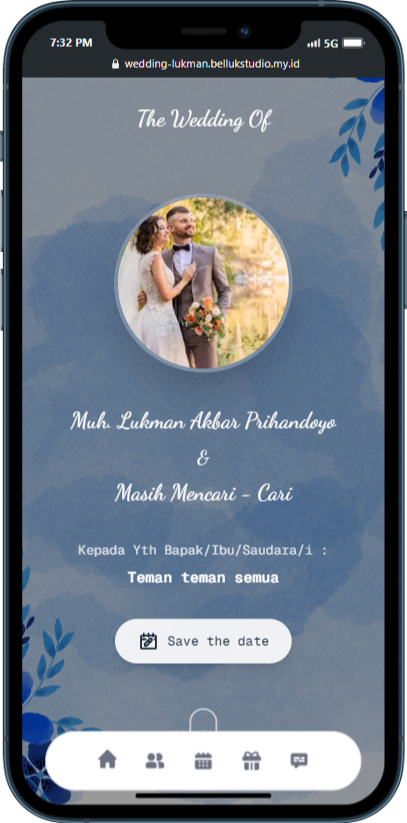 7:32 PM
5G
wedding-lukman.bellukstudio.my.id
The Wedding Of
Muh. Lukman Akbar Prihandoyo
&
Masih Mencari - Cari
Kepada Yth Bapak/Ibu/Saudara/i :
Teman teman semua
Save the date